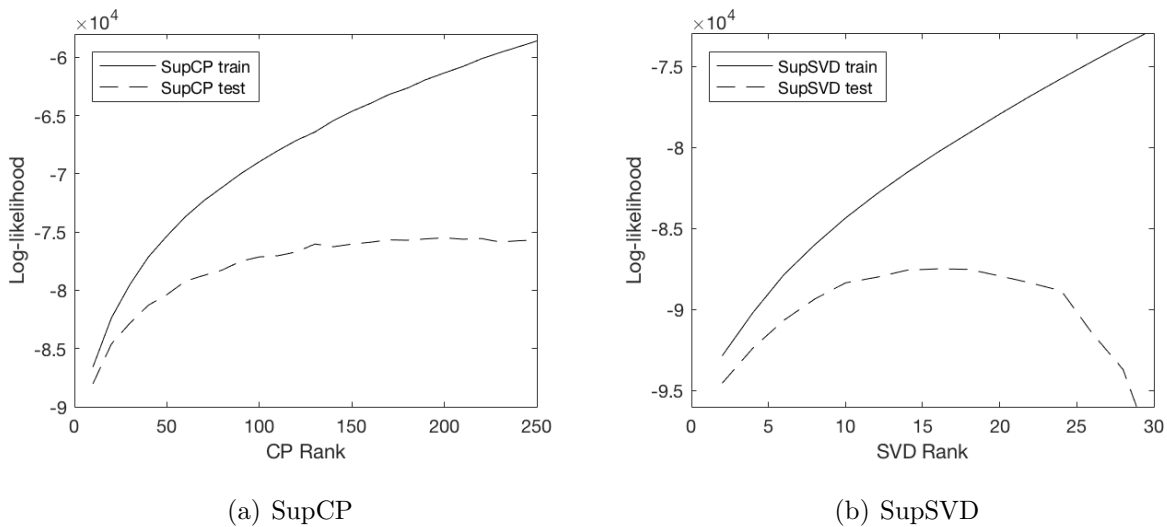 ×10⁴
-6
-6.5
-7
-7.5
-8
-8.5
-9
Log-likelihood
SupCP train
SupCP test
0
50
100
150
200
250
CP Rank
(a) SupCP
×10⁴
-7.5
-8
-8.5
-9
-9.5
Log-likelihood
SupSVD train
SupSVD test
0
5
10
15
20
25
30
SVD Rank
(b) SupSVD